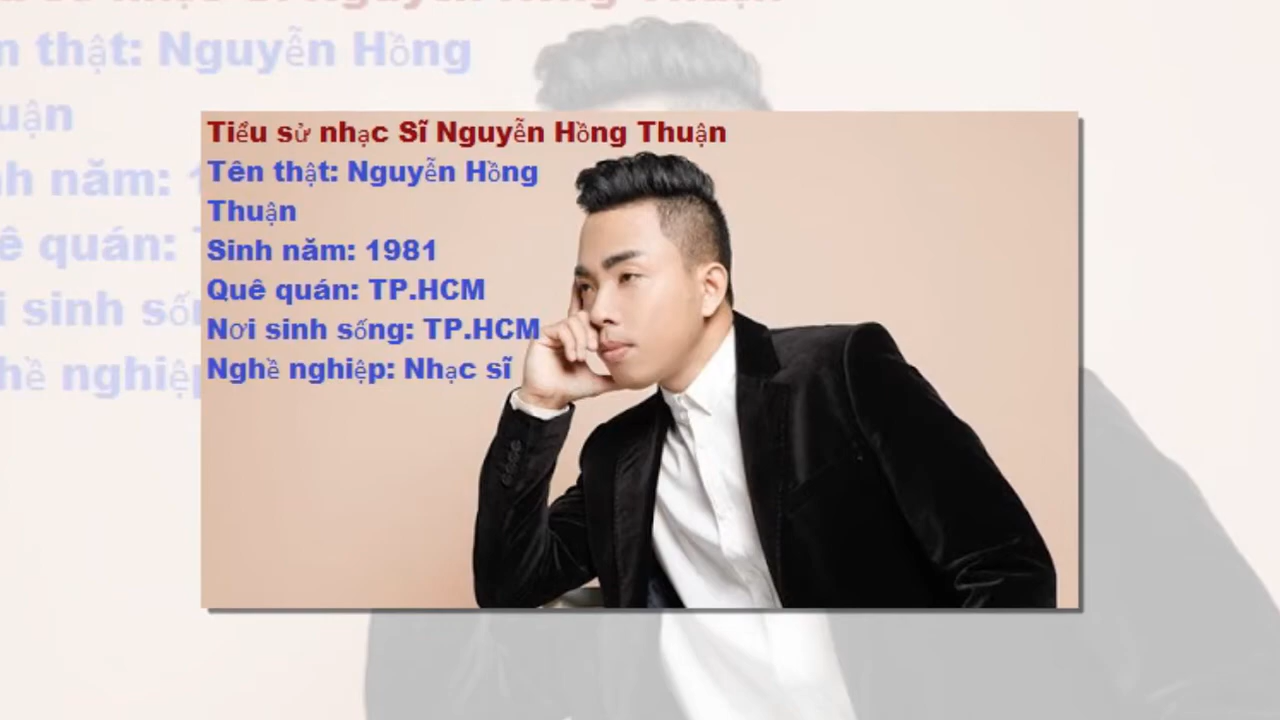 Tiểu sử nhạc Sĩ Nguyễn Hồng Thuận
Tên thật: Nguyễn Hồng
Thuận
Sinh năm: 1981
Quê quán: TP.HCM
Nơi sinh sống: TP.HCM
Nghề nghiệp: Nhạc sĩ